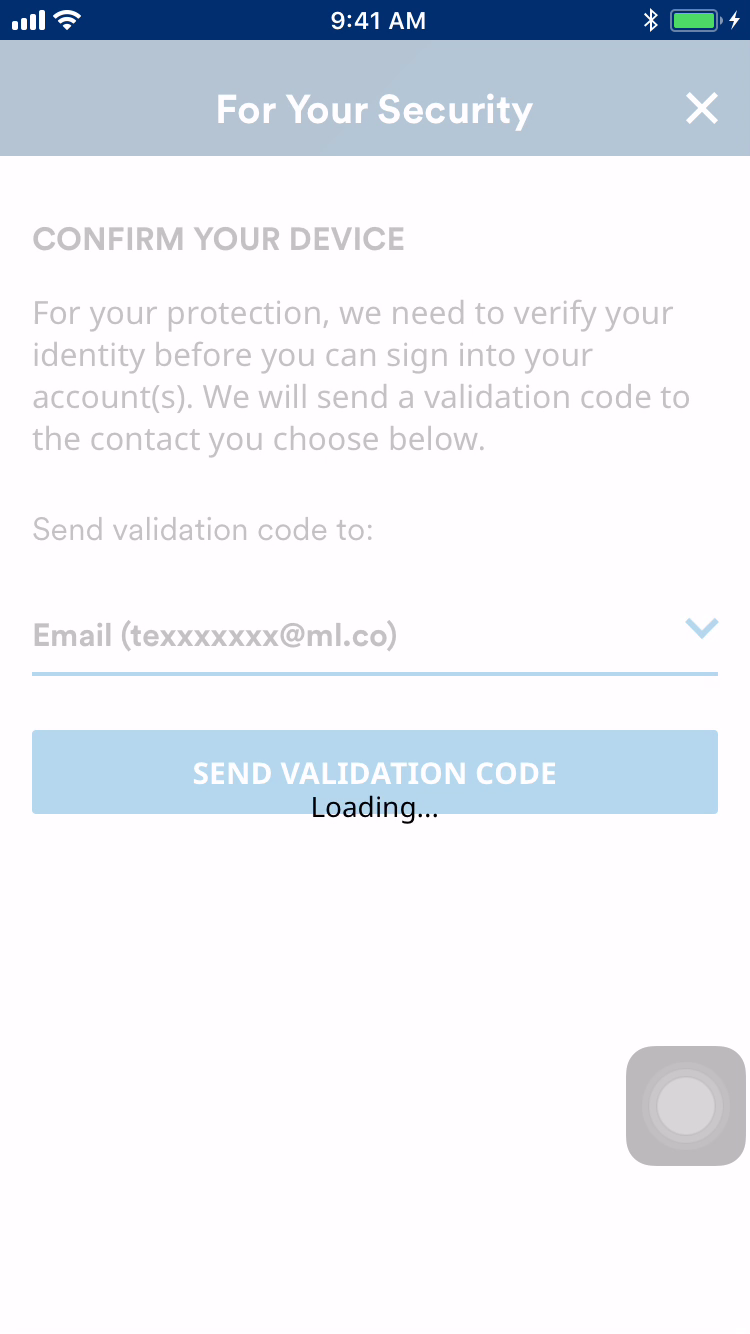 9:41 AM
For Your Security
CONFIRM YOUR DEVICE
For your protection, we need to verify your
identity before you can sign into your
account(s). We will send a validation code to
the contact you choose below.
Send validation code to:
Email (texxxxxxx@ml.co)
SEND VALIDATION CODE
Loading...